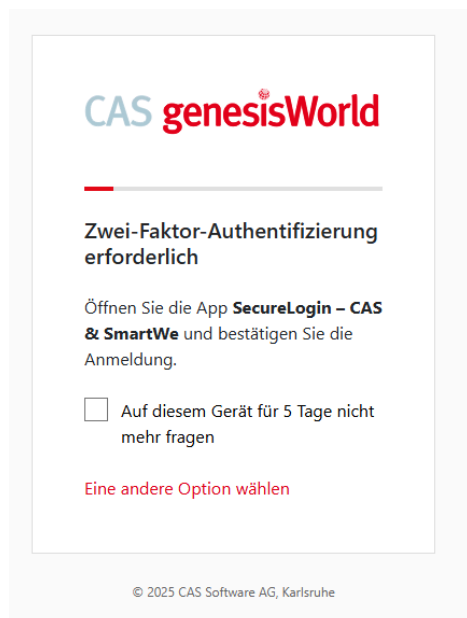 CAS genesisWorld
Zwei-Faktor-Authentifizierung
erforderlich
Öffnen Sie die App SecureLogin – CAS
& SmartWe und bestätigen Sie die
Anmeldung.
Auf diesem Gerät für 5 Tage nicht
mehr fragen
Eine andere Option wählen
© 2025 CAS Software AG, Karlsruhe